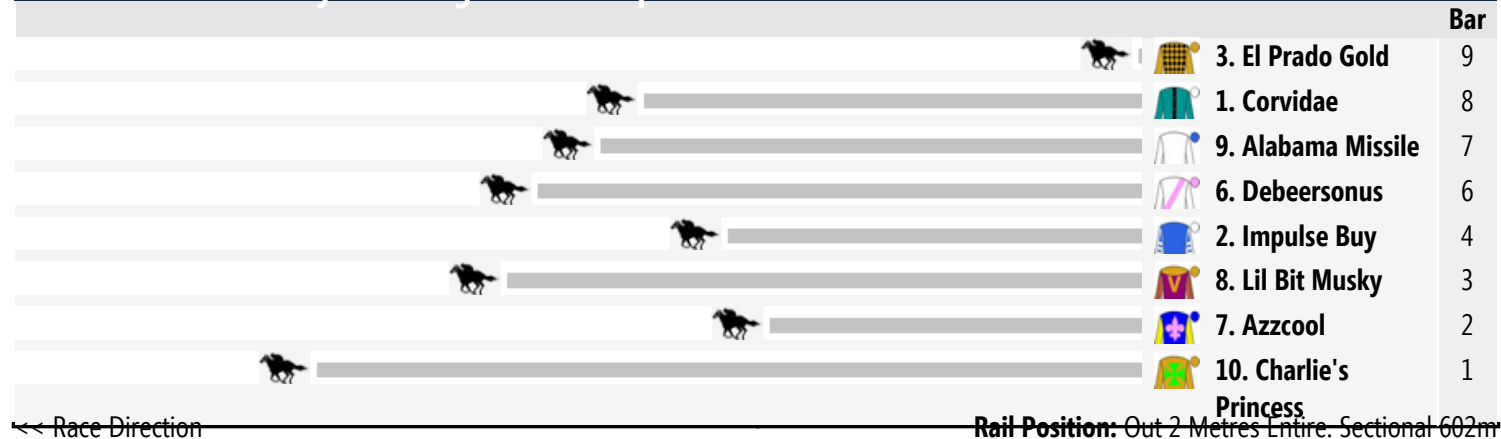 Bar
3. El Prado Gold 9
1. Corvidae 8
9. Alabama Missile 7
6. Debeersonus 6
2. Impulse Buy 4
8. Lil Bit Musky 3
7. Azzcool 2
10. Charlie's 1
Princess
<< Race Direction Rail Position: Out 2 Metres Entire. Sectional 602m